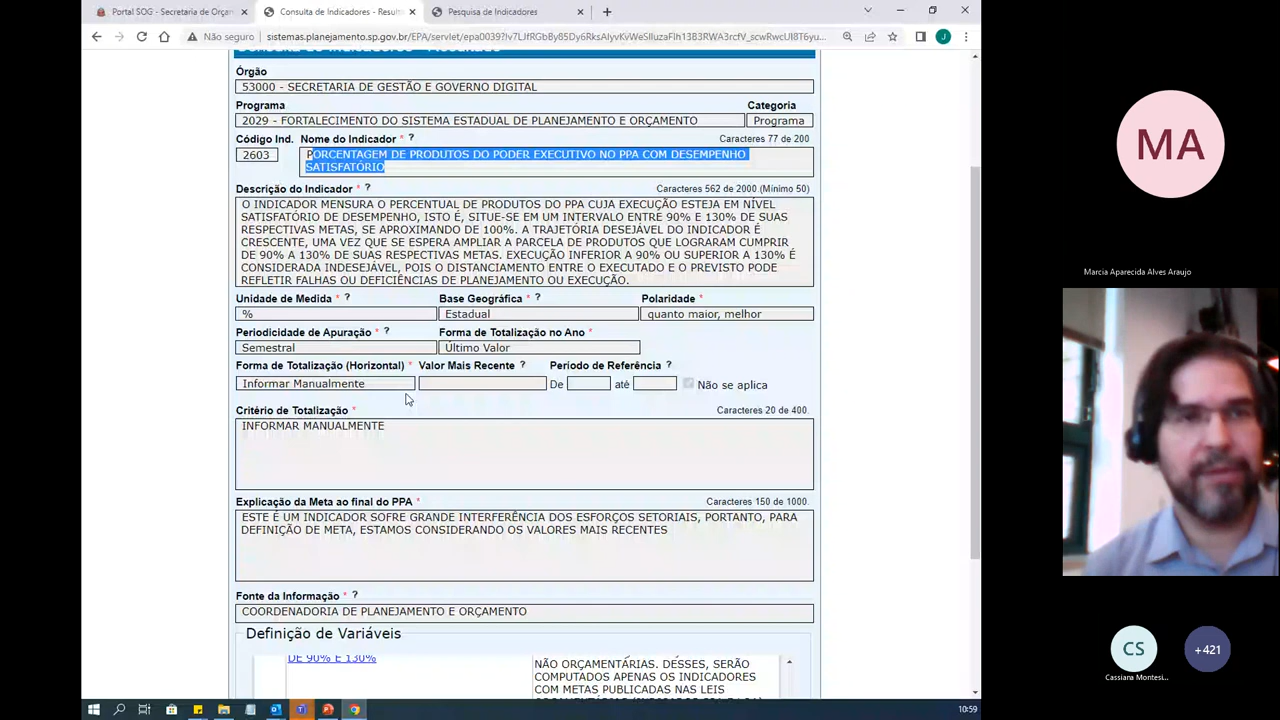 Portal SOG - Secretaria de Orçan
Consulta de Indicadores - Result
Pesquisa de Indicadores
Não seguro
sistemas.planejamento.sp.gov.br/EPA/servlet/epa0039?
Órgão
53000 - SECRETARIA DE GESTÃO E GOVERNO DIGITAL
Programa Categoria
2029 - FORTALECIMENTO DO SISTEMA ESTADUAL DE PLANEJAMENTO E ORÇAMENTO Programa
Código Ind. Nome do Indicador * ? Caracteres 77 de 200
2603 PORCENTAGEM DE PRODUTOS DO PODER EXECUTIVO NO PPA COM DESEMPENHO
SATISFATÓRIO
Descrição do Indicador * ? Caracteres 562 de 2000.(Mínimo 50)
O INDICADOR MENSURA O PERCENTUAL DE PRODUTOS DO PPA CUJA EXECUÇÃO ESTEJA EM NÍVEL
SATISFATÓRIO DE DESEMPENHO, ISTO É, SITUE-SE EM UM INTERVALO ENTRE 90% E 130% DE SUAS
RESPECTIVAS METAS, SE APROXIMANDO DE 100%. A TRAJETÓRIA DESEJÁVEL DO INDICADOR É
CRESCENTE, UMA VEZ QUE SE ESPERA AMPLIAR A PARCELA DE PRODUTOS QUE LOGRARAM CUMPRIR
DE 90% A 130% DE SUAS RESPECTIVAS METAS. EXECUÇÃO INFERIOR A 90% OU SUPERIOR A 130% É
CONSIDERADA INDESEJÁVEL, POIS O DISTANCIAMENTO ENTRE O EXECUTADO E O PREVISTO PODE
REFLETIR FALHAS OU DEFICIÊNCIAS DE PLANEJAMENTO OU EXECUÇÃO.
Unidade de Medida * ? Base Geográfica * ? Polaridade *
% Estadual quanto maior, melhor
Periodicidade de Apuração * ? Forma de Totalização no Ano *
Semestral Último Valor
Forma de Totalização (Horizontal) * Valor Mais Recente ? Período de Referência ?
Informar Manualmente De até Não se aplica
Critério de Totalização * Caracteres 20 de 400.
INFORMAR MANUALMENTE
Explicação da Meta ao final do PPA * Caracteres 150 de 1000.
ESTE É UM INDICADOR SOFRE GRANDE INTERFERÊNCIA DOS ESFORÇOS SETORIAIS, PORTANTO, PARA
DEFINIÇÃO DE META, ESTAMOS CONSIDERANDO OS VALORES MAIS RECENTES
Fonte da Informação * ?
COORDENADORIA DE PLANEJAMENTO E ORÇAMENTO
Definição de Variáveis
DE 90% E 130%
NÃO ORÇAMENTÁRIAS. DESSES, SERÃO
COMPUTADOS APENAS OS INDICADORES
COM METAS PUBLICADAS NAS LEIS
10:59
J
MA
Marcia Aparecida Alves Araujo
CS
+421
Cassiana Montesi...